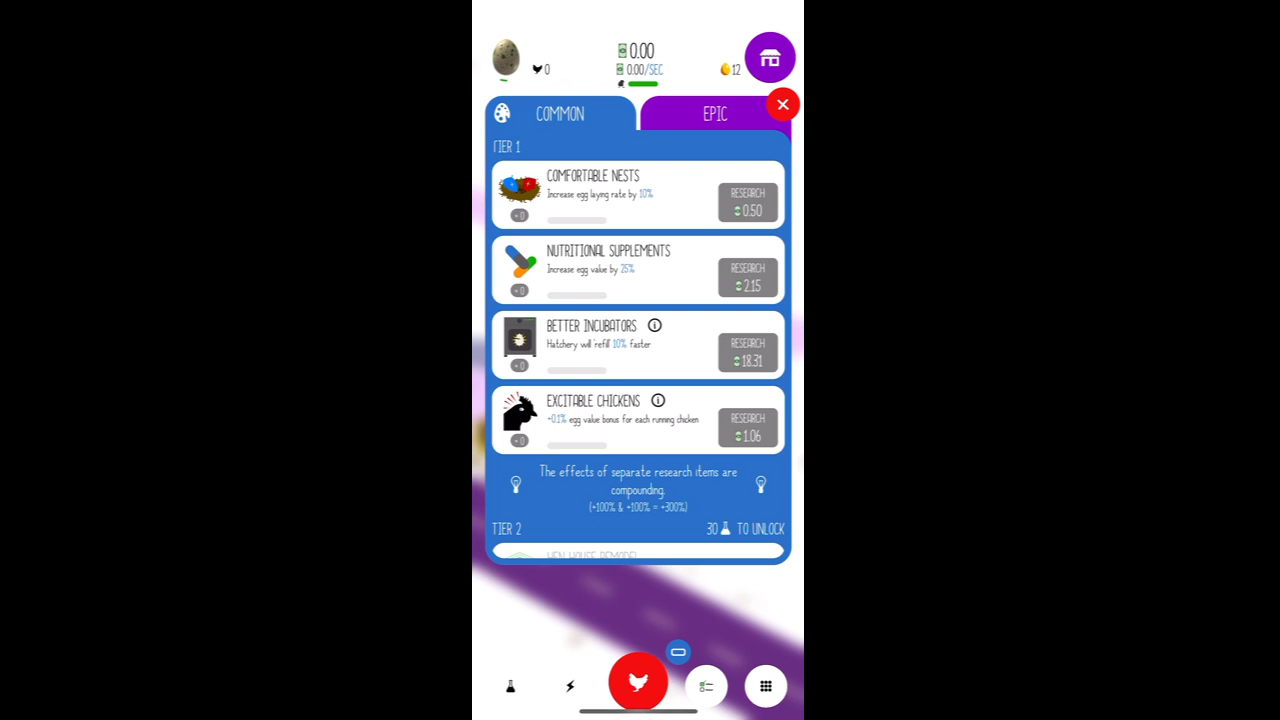 0.00
0
0.00/SEC
12
COMMON
EPIC
TIER 1
COMFORTABLE NESTS
Increase egg laying rate by 10%
RESEARCH
0.50
0
NUTRITIONAL SUPPLEMENTS
Increase egg value by 25%
RESEARCH
2.15
0
BETTER INCUBATORS
Hatchery will 'refill' 10% faster
RESEARCH
18.31
0
EXCITABLE CHICKENS
+0.1% egg value bonus for each running chicken
RESEARCH
1.06
0
The effects of separate research items are
compounding.
(+100% & +100% = +300%)
TIER 2
30 TO UNLOCK
HEN HOUSE REMODEL